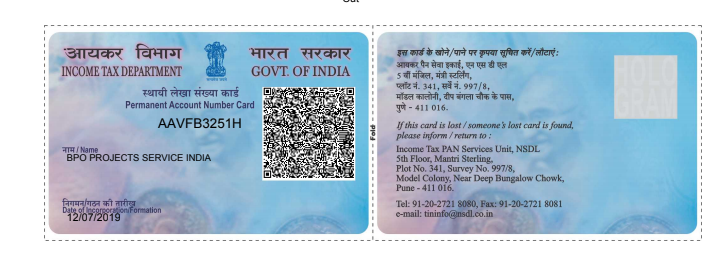 Cut
आयकर विभाग
INCOME TAX DEPARTMENT
भारत सरकार
GOVT. OF INDIA
स्थायी लेखा संख्या कार्ड
Permanent Account Number Card
AAVFB3251H
नाम / Name
BPO PROJECTS SERVICE INDIA
निगमन/गठन की तारीख
Date of Incorporation/Formation
12/07/2019
Fold
इस कार्ड के खोने/पाने पर कृपया सूचित करें/लौटाएं :
आयकर पैन सेवा इकाई, एन एस डी एल
5 वीं मंजिल, मंत्री स्टर्लिंग,
प्लॉट नं. 341, सर्वे नं. 997/8,
मॉडल कालोनी, दीप बंगला चौक के पास,
पुणे - 411 016.
If this card is lost / someone's lost card is found,
please inform / return to :
Income Tax PAN Services Unit, NSDL
5th Floor, Mantri Sterling,
Plot No. 341, Survey No. 997/8,
Model Colony, Near Deep Bungalow Chowk,
Pune - 411 016.
Tel: 91-20-2721 8080, Fax: 91-20-2721 8081
e-mail: tininfo@nsdl.co.in